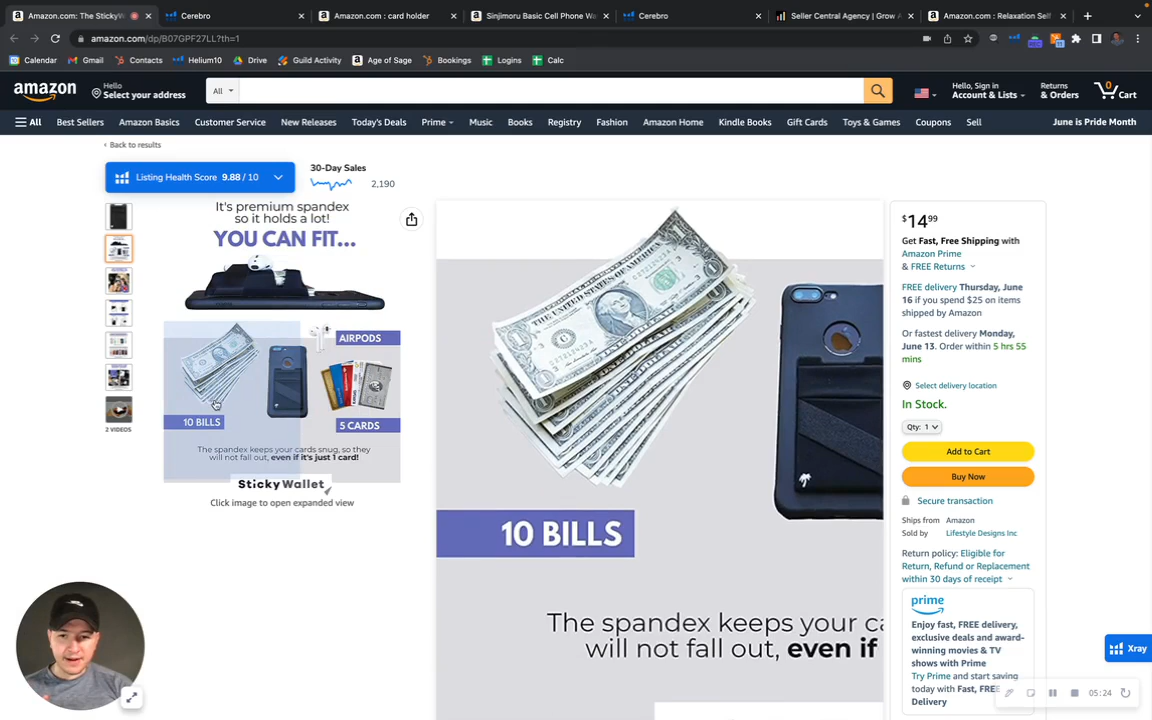 Amazon.com: The StickyW
Cerebro
Amazon.com : card holder
Sinjimoru Basic Cell Phone Wa
Cerebro
Seller Central Agency | Grow A
Amazon.com : Relaxation Self
amazon.com/dp/B07GPF27LL?th=1
Calendar
Gmail
Contacts
Helium10
Drive
Guild Activity
Age of Sage
Bookings
Logins
Calc
amazon
Hello
Select your address
All
Hello, Sign in
Account & Lists
Returns
& Orders
0
Cart
All
Best Sellers
Amazon Basics
Customer Service
New Releases
Today's Deals
Prime
Music
Books
Registry
Fashion
Amazon Home
Kindle Books
Gift Cards
Toys & Games
Coupons
Sell
June is Pride Month
‹ Back to results
Listing Health Score 9.88 / 10
30-Day Sales
2,190
It's premium spandex
so it holds a lot!
YOU CAN FIT...
AIRPODS
10 BILLS
5 CARDS
The spandex keeps your cards snug, so they
will not fall out, even if it's just 1 card!
StickyWallet
Click image to open expanded view
2 VIDEOS
THE UNITED STATES OF AMERICA
10 BILLS
The spandex keeps your ca
will not fall out, even if
$14 99
Get Fast, Free Shipping with
Amazon Prime
& FREE Returns
FREE delivery Thursday, June
16 if you spend $25 on items
shipped by Amazon
Or fastest delivery Monday,
June 13. Order within 5 hrs 55
mins
Select delivery location
In Stock.
Qty: 1
Add to Cart
Buy Now
Secure transaction
Ships from Amazon
Sold by Lifestyle Designs Inc
Return policy: Eligible for
Return, Refund or Replacement
within 30 days of receipt
prime
Enjoy fast, FREE delivery,
exclusive deals and award-
winning movies & TV
shows with Prime
Try Prime and start saving
today with Fast, FREE
Delivery
Xray
05:24